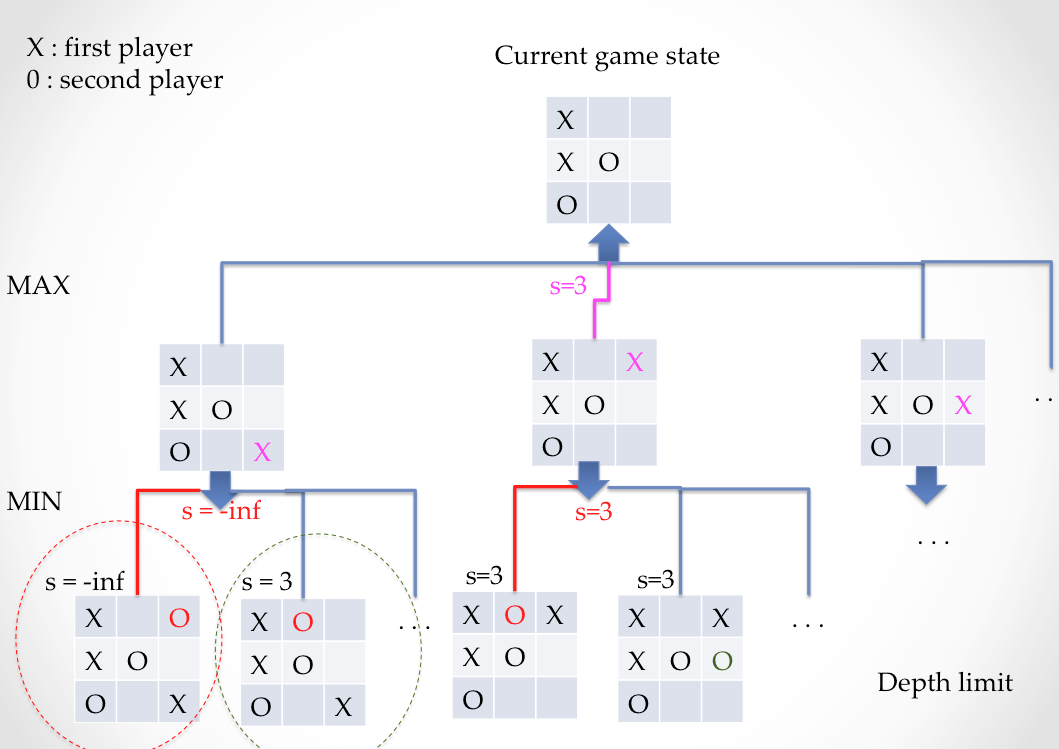 X : first player
0 : second player
Current game state
X
X O
O
MAX
s=3
X
X O
O X
X X
X O
O
X
X O X
O
. .
MIN
s = -inf
s=3
. . .
s = -inf
s = 3
s=3
s=3
X O
X O
O X
X O
X O
O X
. . .
X O X
X O
O
X X
X O O
O
. . .
Depth limit